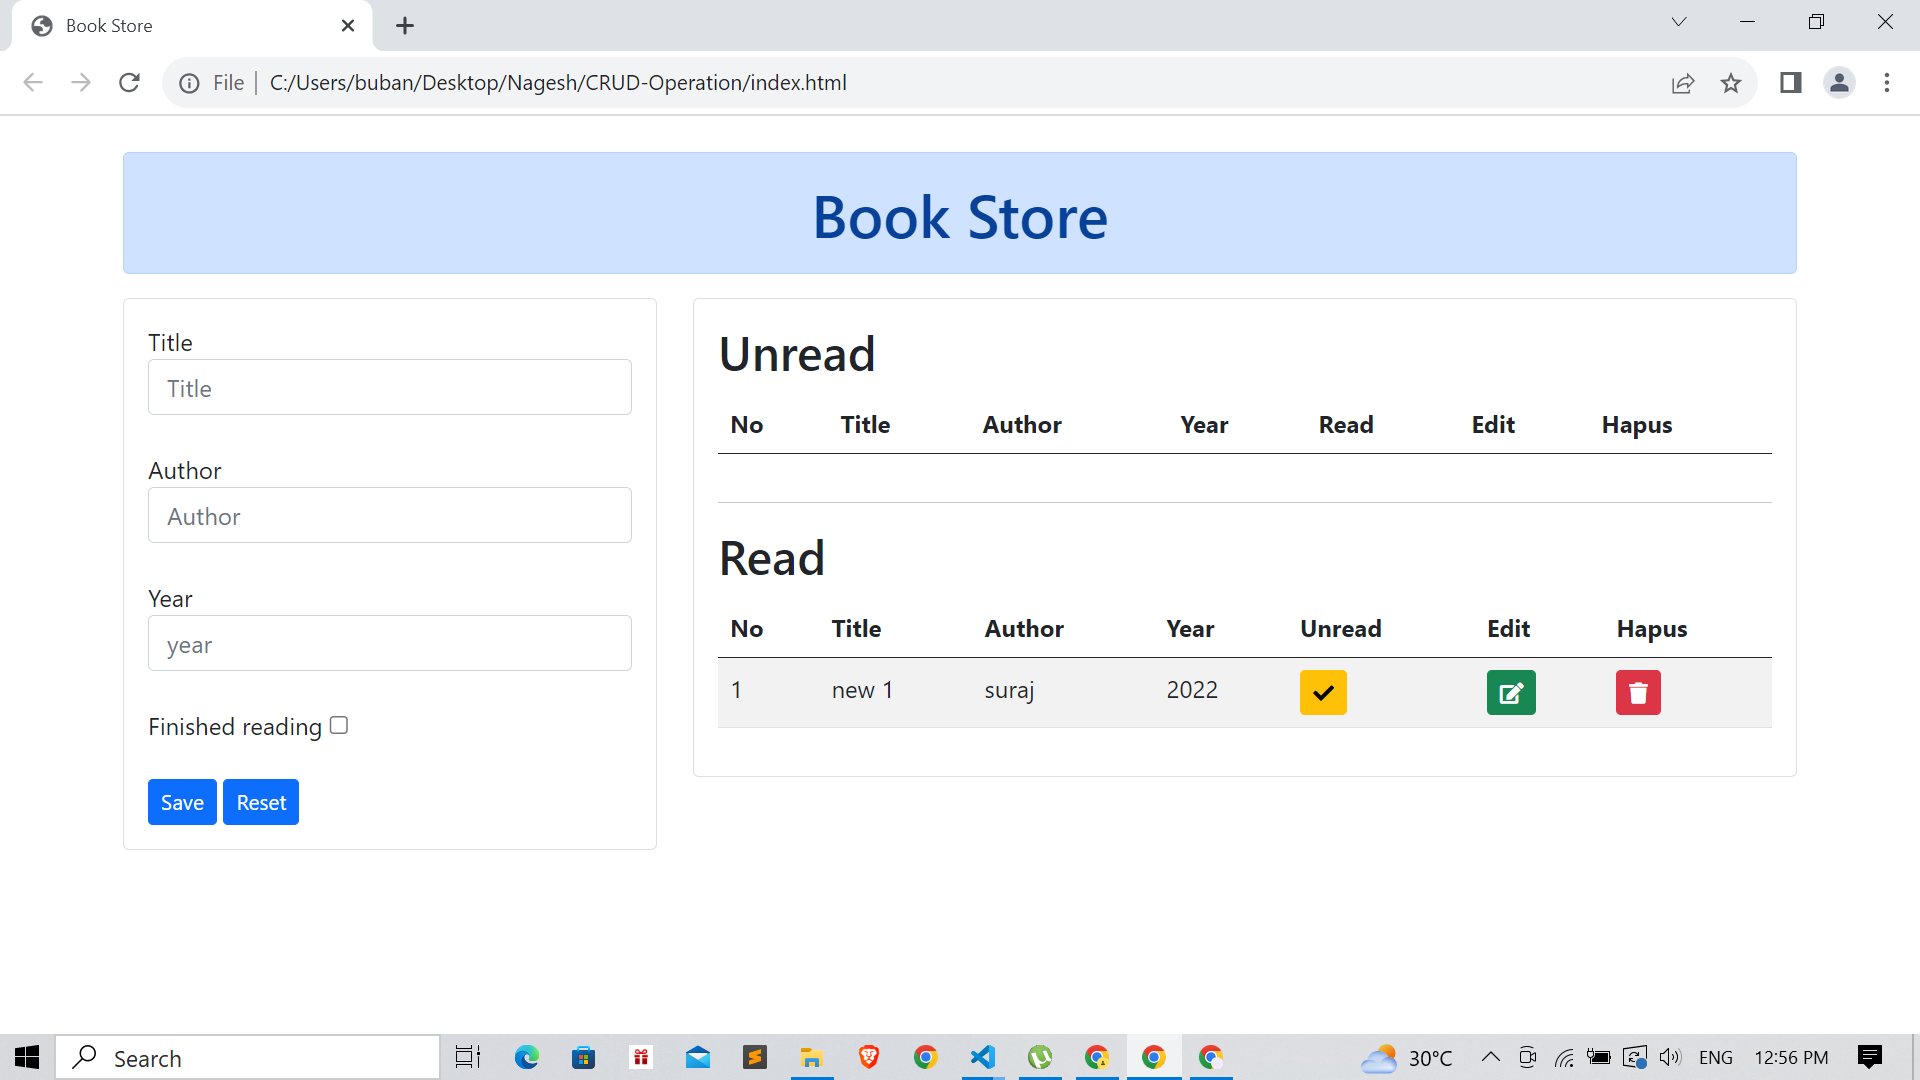 Book Store
File | C:/Users/buban/Desktop/Nagesh/CRUD-Operation/index.html
Book Store
Title
Title
Author
Author
Year
year
Finished reading
Save Reset
Unread
No Title Author Year Read Edit Hapus
Read
No Title Author Year Unread Edit Hapus
1 new 1 suraj 2022
Search
30°C
ENG
12:56 PM